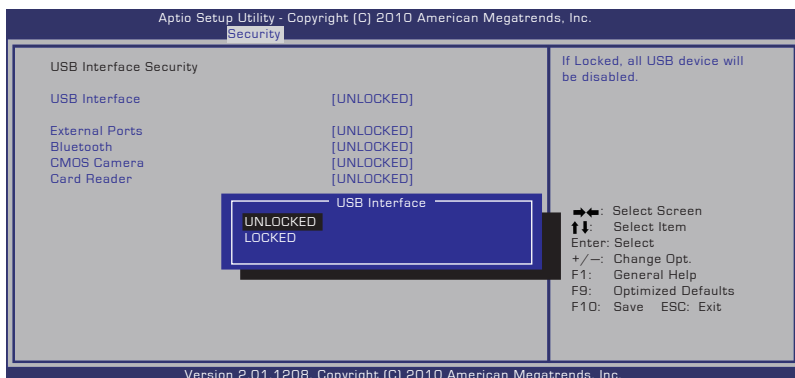 Aptio Setup Utility - Copyright (C) 2010 American Megatrends, Inc.
Security
USB Interface Security
USB Interface [UNLOCKED]
External Ports [UNLOCKED]
Bluetooth [UNLOCKED]
CMOS Camera [UNLOCKED]
Card Reader [UNLOCKED]
USB Interface
UNLOCKED
LOCKED
If Locked, all USB device will
be disabled.
→←: Select Screen
↑↓: Select Item
Enter: Select
+/—: Change Opt.
F1: General Help
F9: Optimized Defaults
F10: Save ESC: Exit
Version 2.01.1208. Copyright (C) 2010 American Megatrends, Inc.